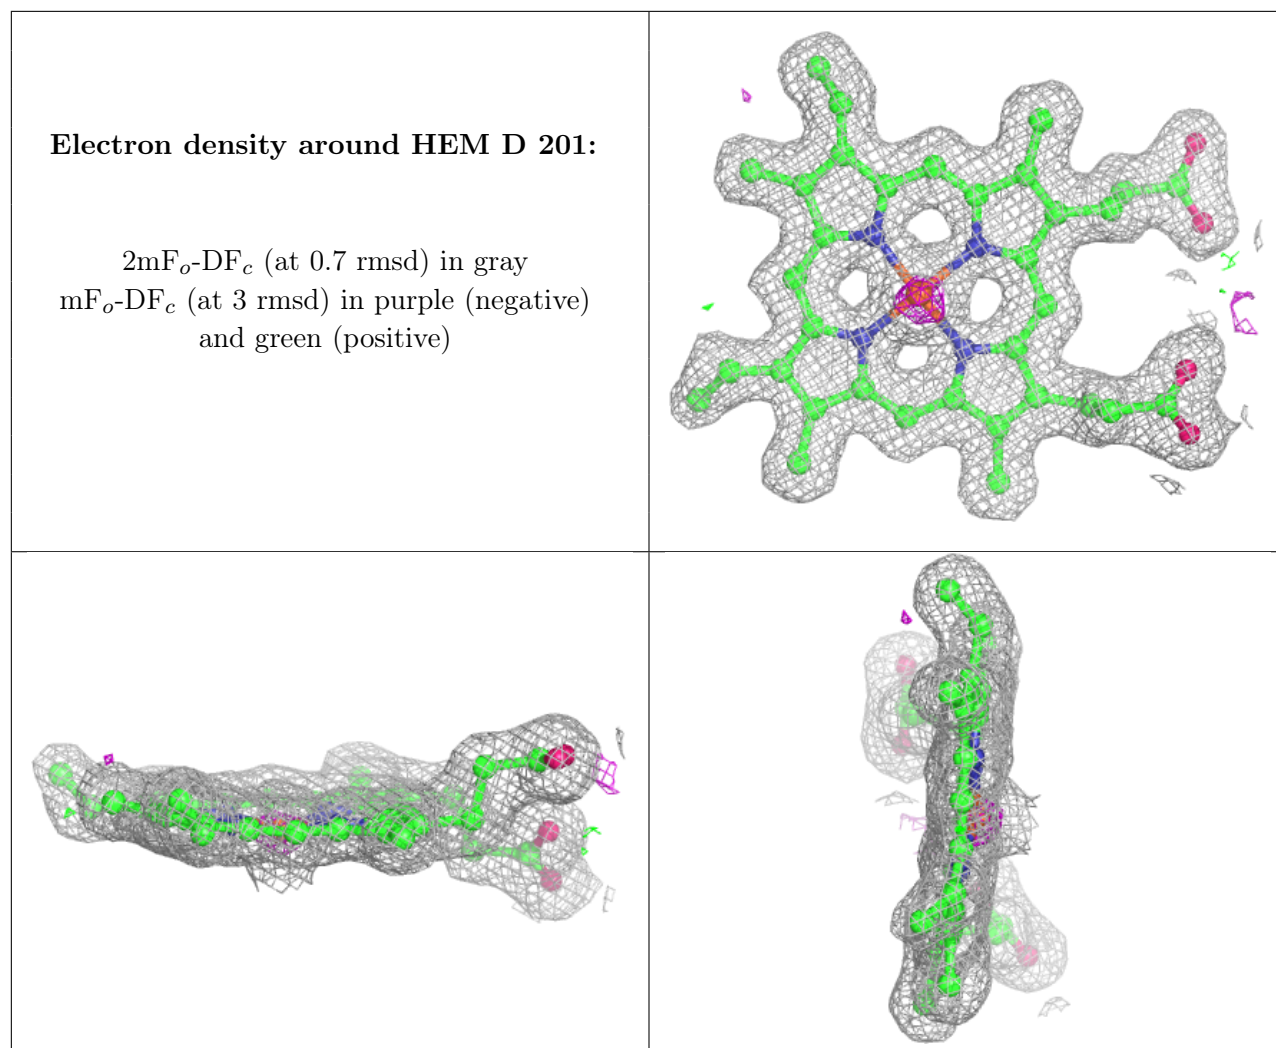 Electron density around HEM D 201:
2mFo-DFc (at 0.7 rmsd) in gray
mFo-DFc (at 3 rmsd) in purple (negative)
and green (positive)